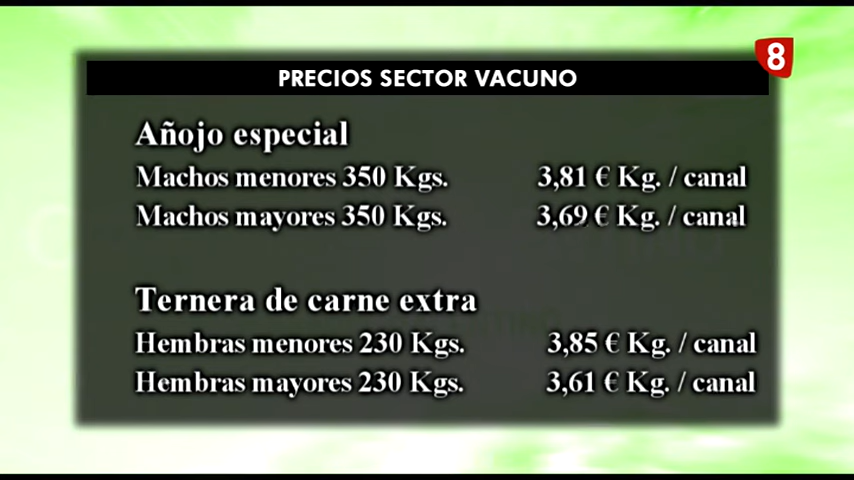 8
PRECIOS SECTOR VACUNO
Añojo especial
Machos menores 350 Kgs. 3,81 € Kg. / canal
Machos mayores 350 Kgs. 3,69 € Kg. / canal
Ternera de carne extra
Hembras menores 230 Kgs. 3,85 € Kg. / canal
Hembras mayores 230 Kgs. 3,61 € Kg. / canal